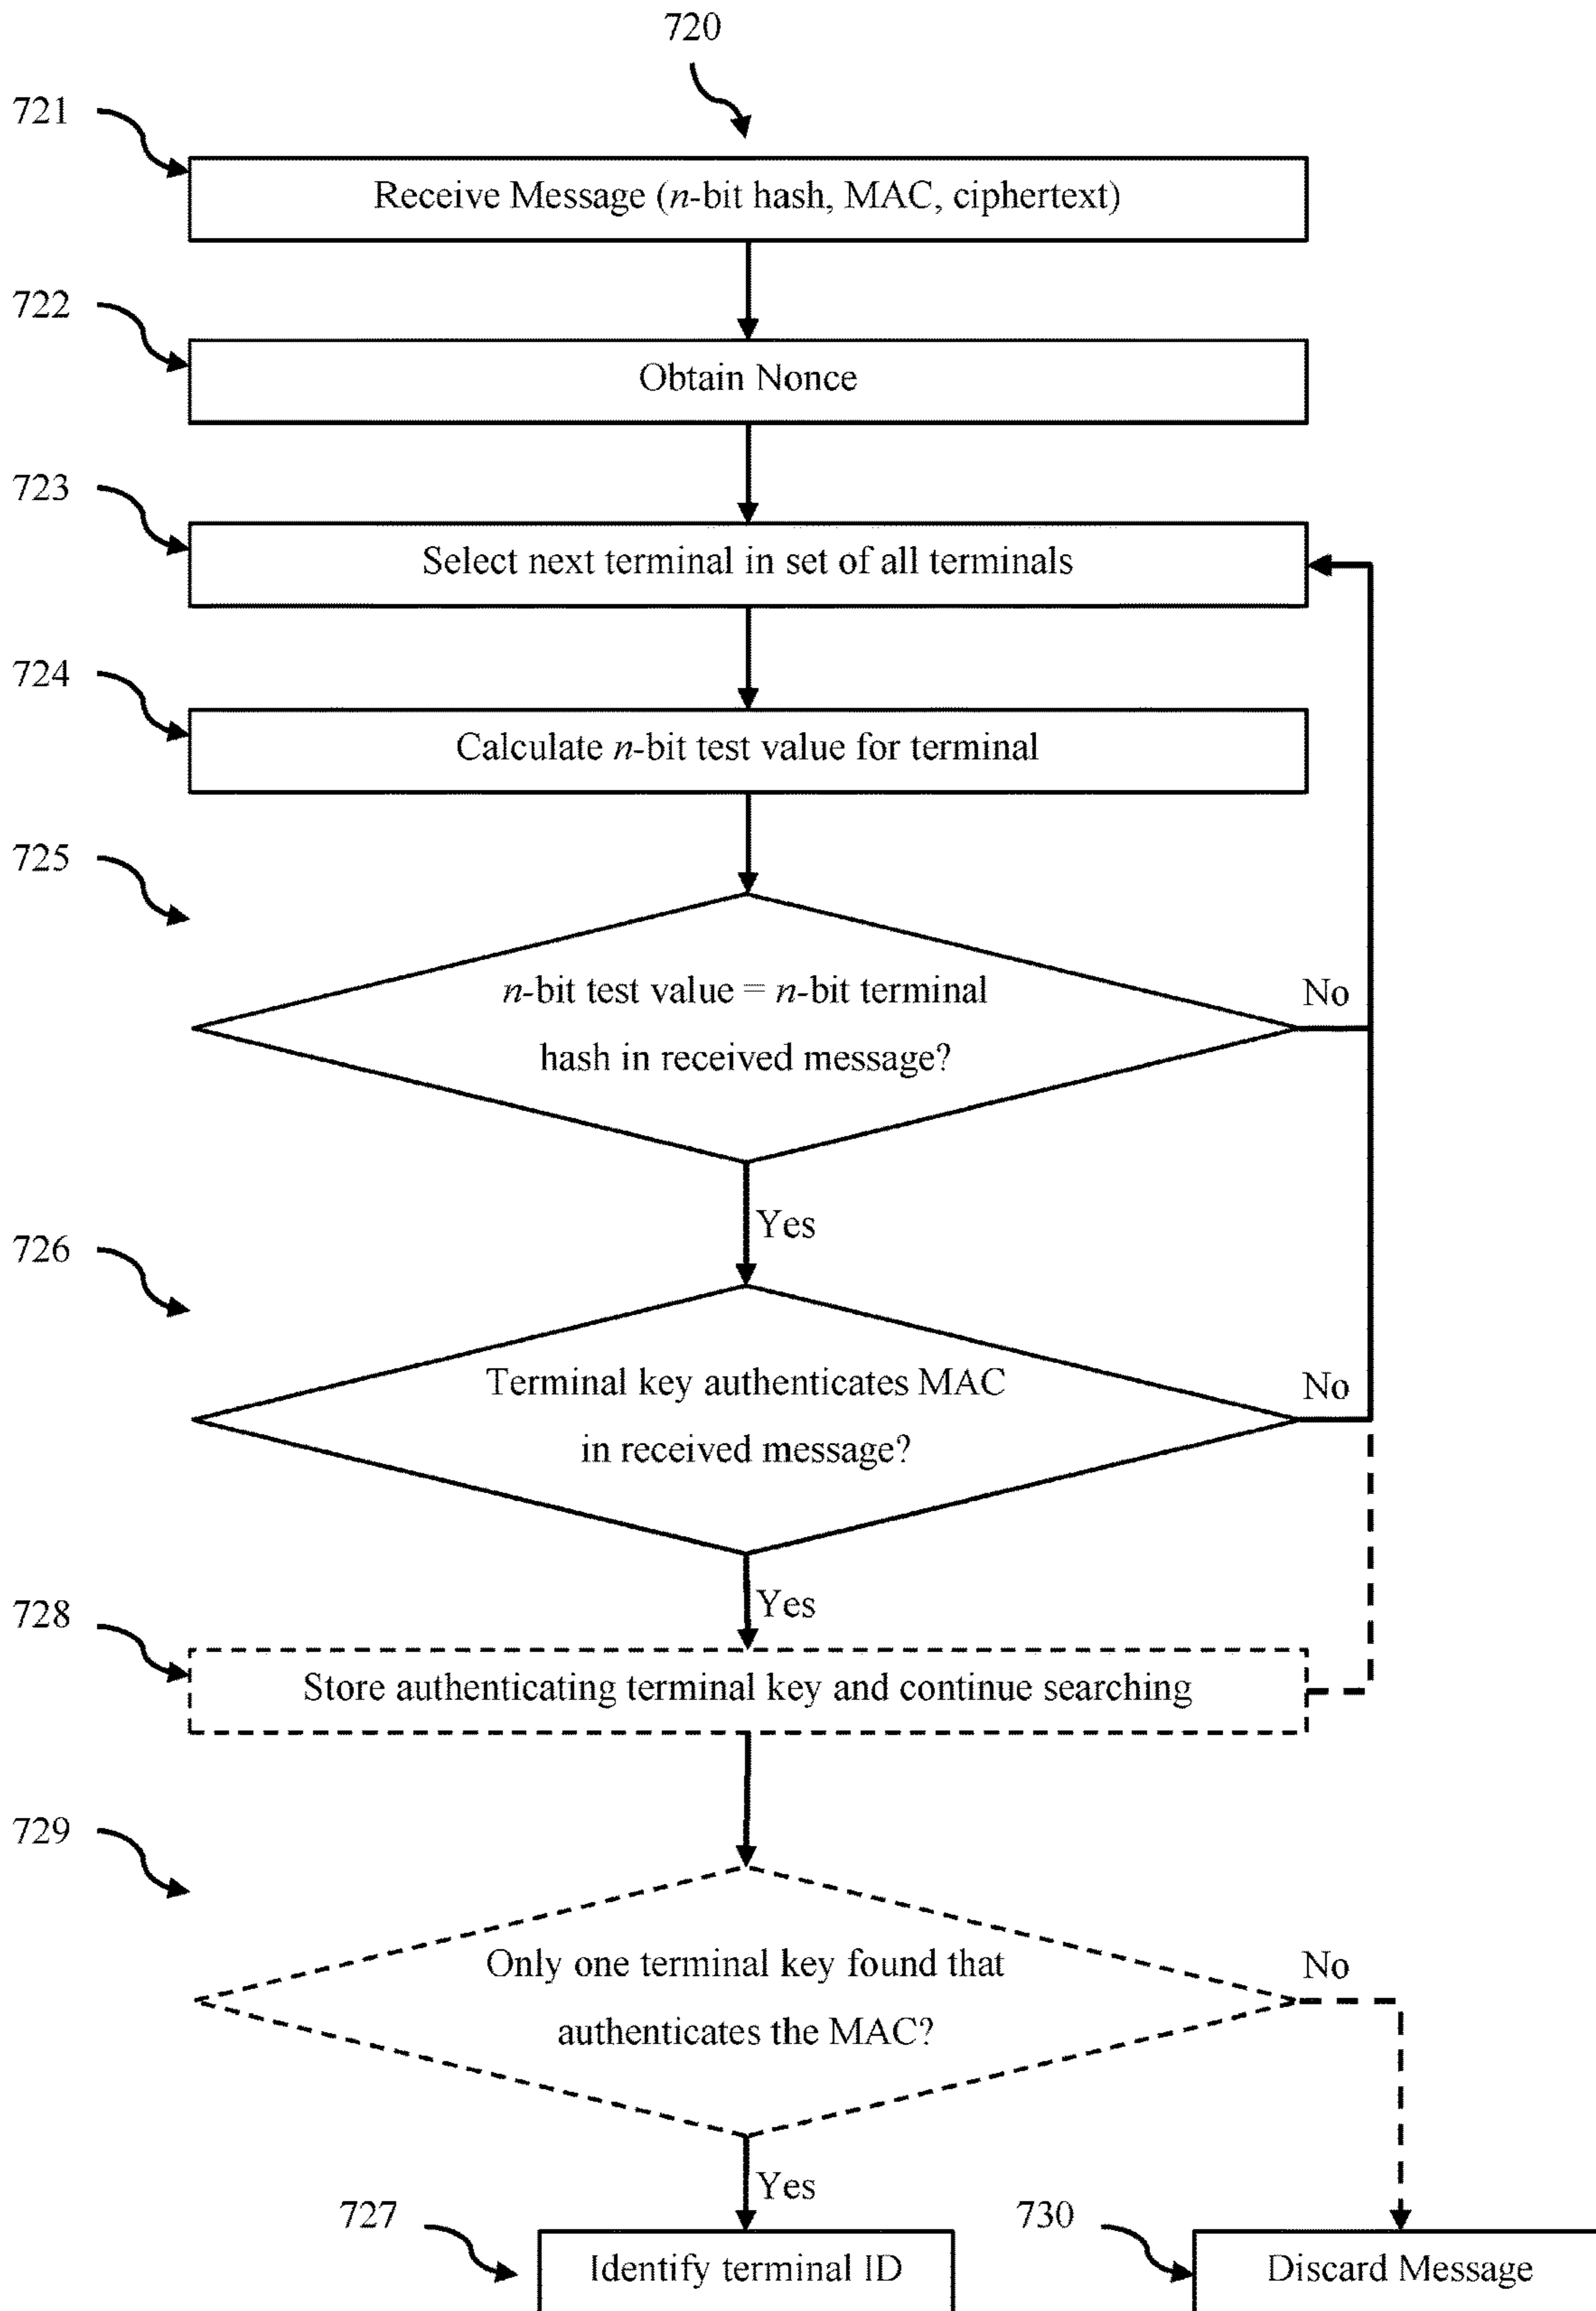 720
721
Receive Message (n-bit hash, MAC, ciphertext)
722
Obtain Nonce
723
Select next terminal in set of all terminals
724
Calculate n-bit test value for terminal
725
n-bit test value = n-bit terminal
hash in received message?
No
Yes
726
Terminal key authenticates MAC
in received message?
No
Yes
728
Store authenticating terminal key and continue searching
729
Only one terminal key found that
authenticates the MAC?
No
Yes
727
Identify terminal ID
730
Discard Message